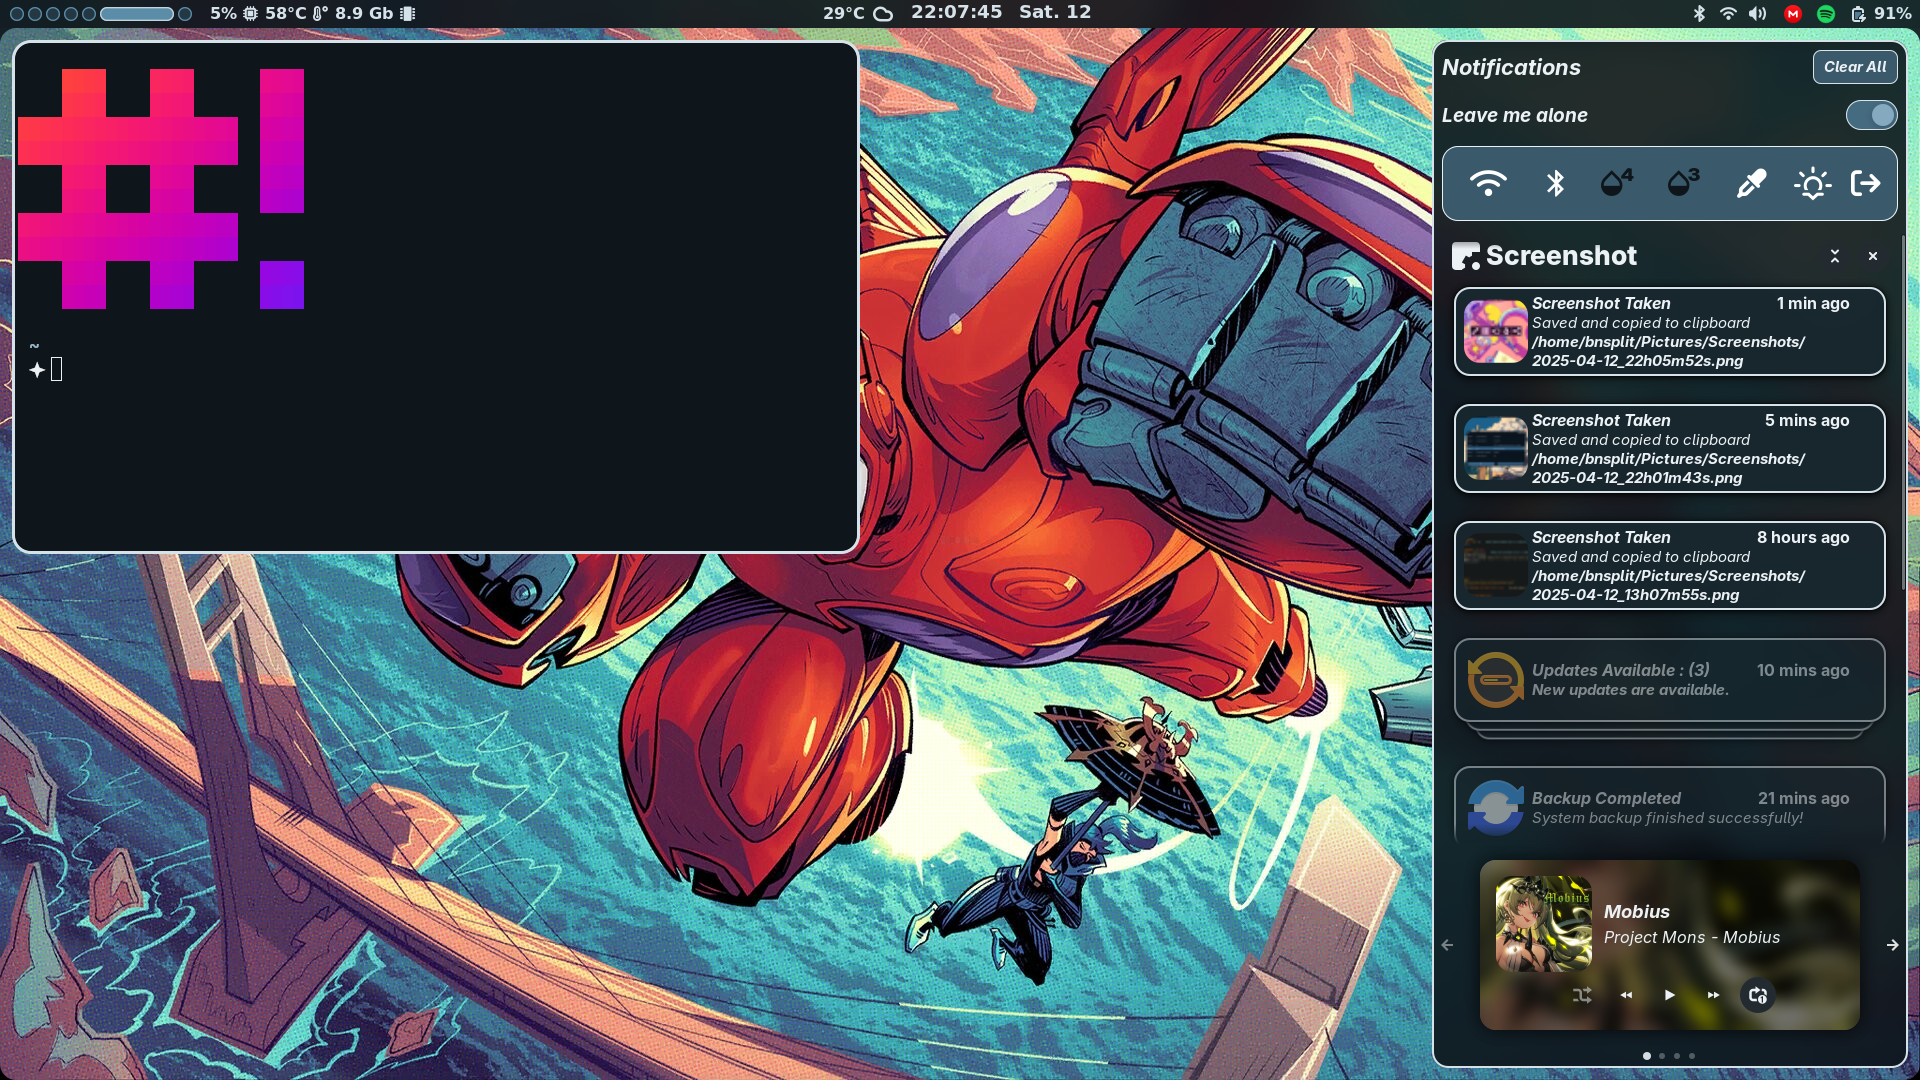 5% 58°C 8.9 Gb
29°C 22:07:45 Sat. 12
91%
#!
~
Notifications Clear All
Leave me alone
4 3
Screenshot
Screenshot Taken 1 min ago
Saved and copied to clipboard
/home/bnsplit/Pictures/Screenshots/
2025-04-12_22h05m52s.png
Screenshot Taken 5 mins ago
Saved and copied to clipboard
/home/bnsplit/Pictures/Screenshots/
2025-04-12_22h01m43s.png
Screenshot Taken 8 hours ago
Saved and copied to clipboard
/home/bnsplit/Pictures/Screenshots/
2025-04-12_13h07m55s.png
Updates Available : (3) 10 mins ago
New updates are available.
Backup Completed 21 mins ago
System backup finished successfully!
Mobius
Mobius
Project Mons - Mobius